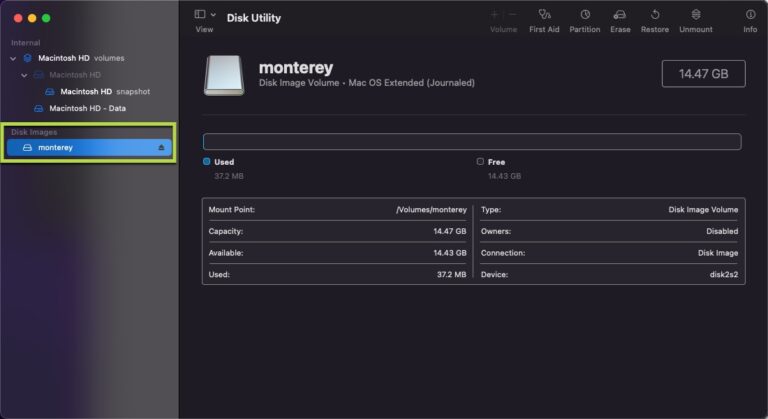 Disk Utility
View
Volume
First Aid
Partition
Erase
Restore
Unmount
Info
Internal
Macintosh HD volumes
Macintosh HD
Macintosh HD snapshot
Macintosh HD - Data
Disk Images
monterey
monterey
Disk Image Volume • Mac OS Extended (Journaled)
14.47 GB
Used
37.2 MB
Free
14.43 GB
Mount Point: /Volumes/monterey
Capacity: 14.47 GB
Available: 14.43 GB
Used: 37.2 MB
Type: Disk Image Volume
Owners: Disabled
Connection: Disk Image
Device: disk2s2